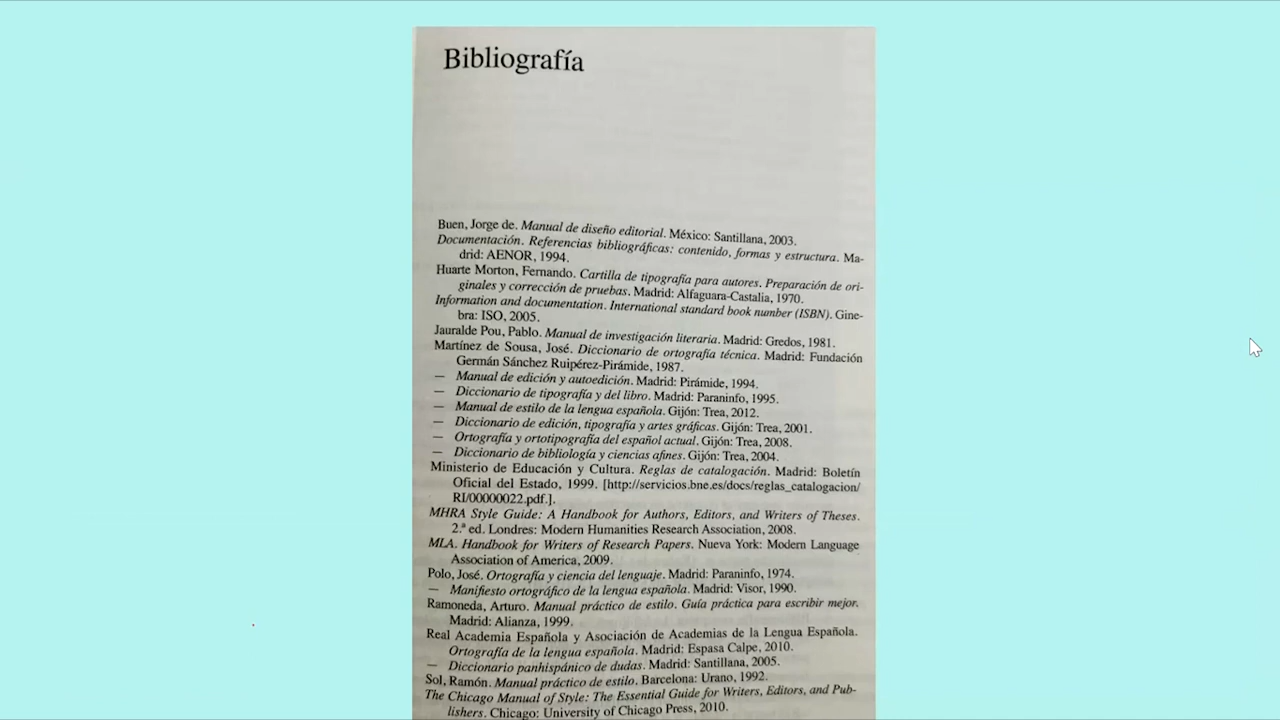 Bibliografía
Buen, Jorge de. Manual de diseño editorial. México: Santillana, 2003.
Documentación. Referencias bibliográficas: contenido, formas y estructura. Ma-
drid: AENOR, 1994.
Huarte Morton, Fernando. Cartilla de tipografía para autores. Preparación de ori-
ginales y corrección de pruebas. Madrid: Alfaguara-Castalia, 1970.
Information and documentation. International standard book number (ISBN). Gine-
bra: ISO, 2005.
Jauralde Pou, Pablo. Manual de investigación literaria. Madrid: Gredos, 1981.
Martínez de Sousa, José. Diccionario de ortografía técnica. Madrid: Fundación
Germán Sánchez Ruipérez-Pirámide, 1987.
— Manual de edición y autoedición. Madrid: Pirámide, 1994.
— Diccionario de tipografía y del libro. Madrid: Paraninfo, 1995.
— Manual de estilo de la lengua española. Gijón: Trea, 2012.
— Diccionario de edición, tipografía y artes gráficas. Gijón: Trea, 2001.
— Ortografía y ortotipografía del español actual. Gijón: Trea, 2008.
— Diccionario de bibliología y ciencias afines. Gijón: Trea, 2004.
Ministerio de Educación y Cultura. Reglas de catalogación. Madrid: Boletín
Oficial del Estado, 1999. [http://servicios.bne.es/docs/reglas_catalogacion/
RI/00000022.pdf.].
MHRA Style Guide: A Handbook for Authors, Editors, and Writers of Theses.
2.ª ed. Londres: Modern Humanities Research Association, 2008.
MLA. Handbook for Writers of Research Papers. Nueva York: Modern Language
Association of America, 2009.
Polo, José. Ortografía y ciencia del lenguaje. Madrid: Paraninfo, 1974.
— Manifiesto ortográfico de la lengua española. Madrid: Visor, 1990.
Ramoneda, Arturo. Manual práctico de estilo. Guía práctica para escribir mejor.
Madrid: Alianza, 1999.
Real Academia Española y Asociación de Academias de la Lengua Española.
Ortografía de la lengua española. Madrid: Espasa Calpe, 2010.
— Diccionario panhispánico de dudas. Madrid: Santillana, 2005.
Sol, Ramón. Manual práctico de estilo. Barcelona: Urano, 1992.
The Chicago Manual of Style: The Essential Guide for Writers, Editors, and Pub-
lishers. Chicago: University of Chicago Press, 2010.